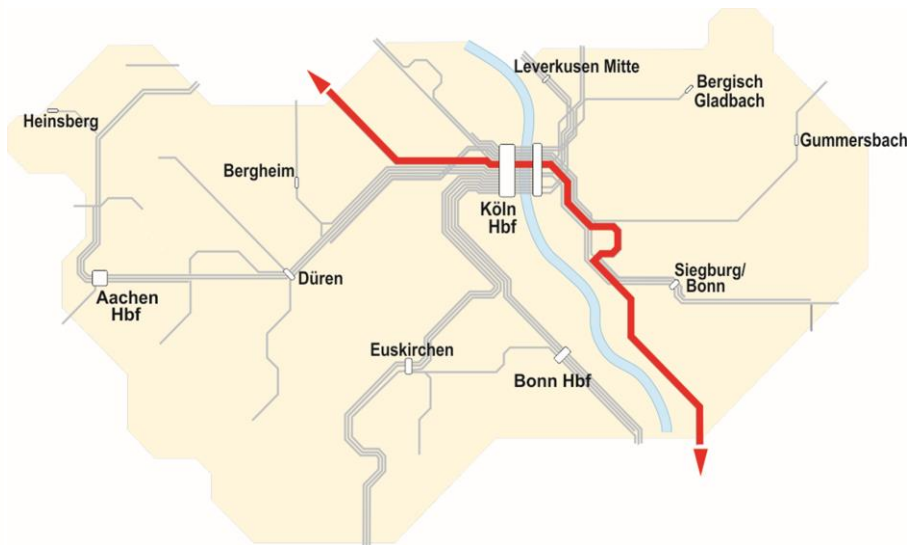 Leverkusen Mitte
Bergisch
Gladbach
Heinsberg
Gummersbach
Bergheim
Köln
Hbf
Siegburg/
Bonn
Düren
Aachen
Hbf
Euskirchen
Bonn Hbf